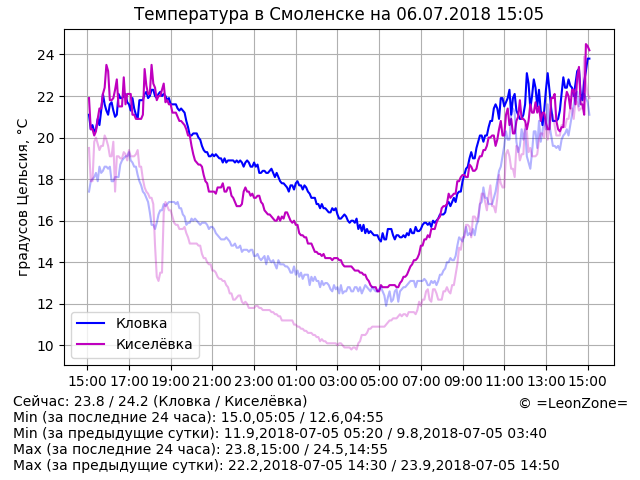 Температура в Смоленске на 06.07.2018 15:05
градусов Цельсия, °C
24
22
20
18
16
14
12
10
Кловка
Киселёвка
15:00 17:00 19:00 21:00 23:00 01:00 03:00 05:00 07:00 09:00 11:00 13:00 15:00
Сейчас: 23.8 / 24.2 (Кловка / Киселёвка)
© =LeonZone=
Min (за последние 24 часа): 15.0,05:05 / 12.6,04:55
Min (за предыдущие сутки): 11.9,2018-07-05 05:20 / 9.8,2018-07-05 03:40
Max (за последние 24 часа): 23.8,15:00 / 24.5,14:55
Max (за предыдущие сутки): 22.2,2018-07-05 14:30 / 23.9,2018-07-05 14:50